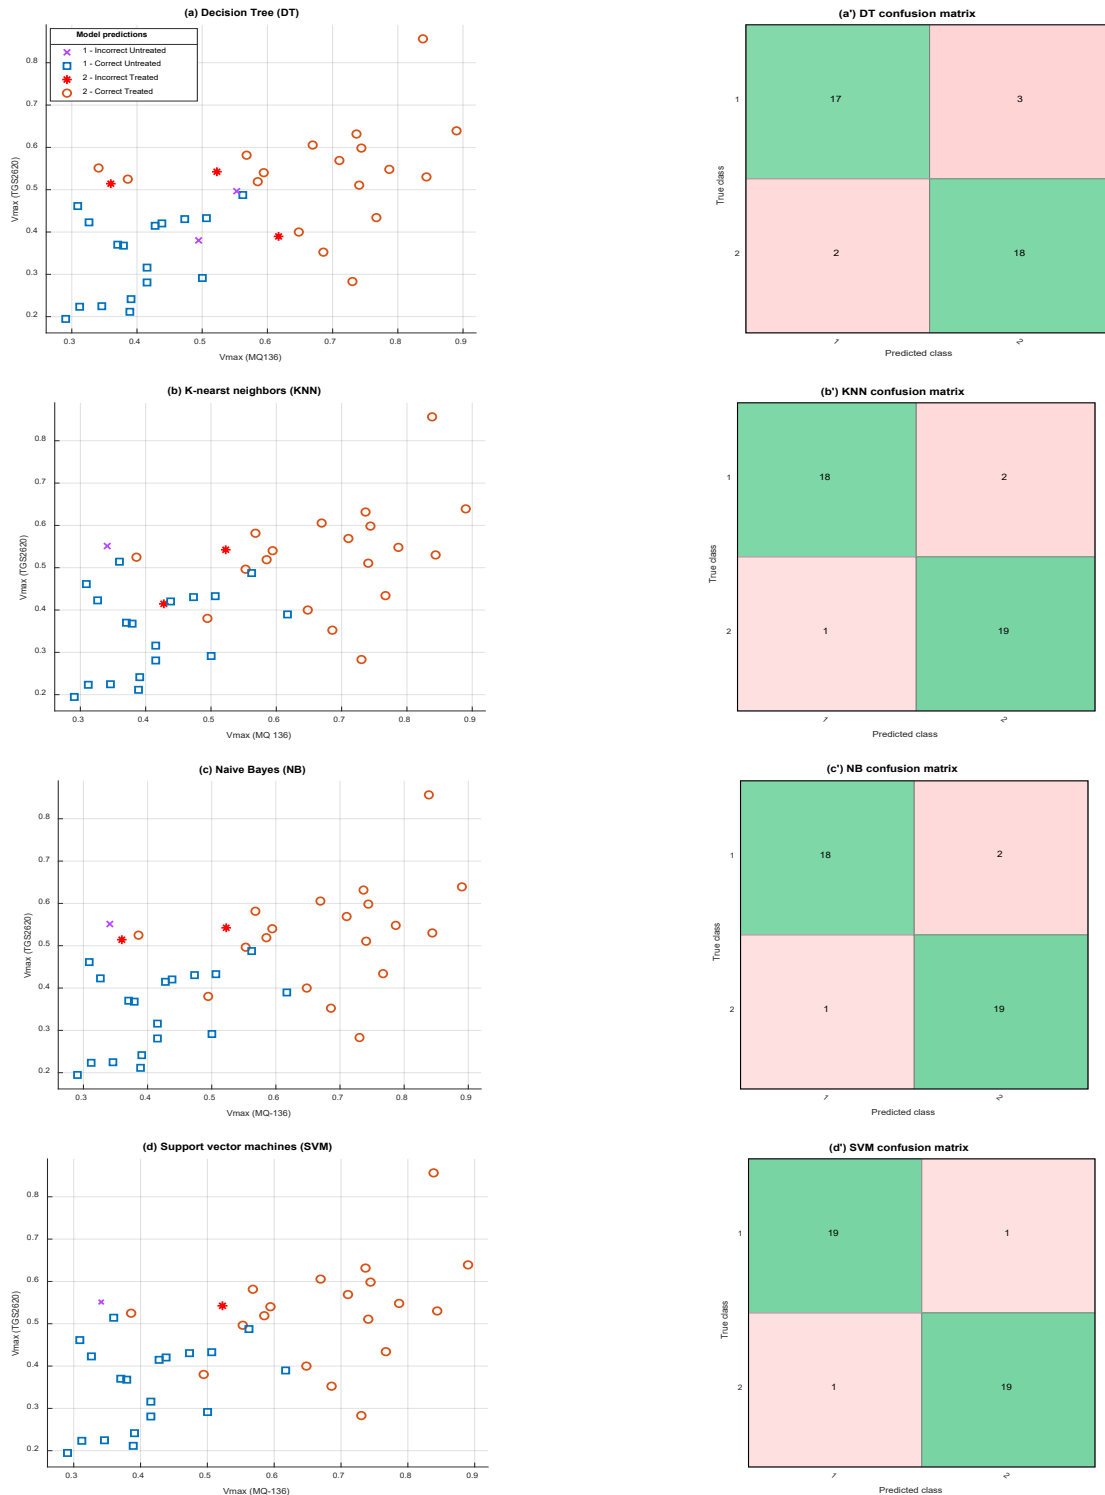 (a) Decision Tree (DT)
Model predictions
1 - Incorrect Untreated
1 - Correct Untreated
2 - Incorrect Treated
2 - Correct Treated
0.8
0.7
0.6
0.5
0.4
0.3
0.2
Vmax (TGS2620)
0.3 0.4 0.5 0.6 0.7 0.8 0.9
Vmax (MQ136)
(a') DT confusion matrix
True class
1 17 3
2 2 18
1 2
Predicted class
(b) K-nearst neighbors (KNN)
0.8
0.7
0.6
0.5
0.4
0.3
0.2
Vmax (TGS2620)
0.3 0.4 0.5 0.6 0.7 0.8 0.9
Vmax (MQ 136)
(b') KNN confusion matrix
True class
1 18 2
2 1 19
1 2
Predicted class
(c) Naive Bayes (NB)
0.8
0.7
0.6
0.5
0.4
0.3
0.2
Vmax (TGS2620)
0.3 0.4 0.5 0.6 0.7 0.8 0.9
Vmax (MQ-136)
(c') NB confusion matrix
True class
1 18 2
2 1 19
1 2
Predicted class
(d) Support vector machines (SVM)
0.8
0.7
0.6
0.5
0.4
0.3
0.2
Vmax (TGS2620)
0.3 0.4 0.5 0.6 0.7 0.8 0.9
Vmax (MQ-136)
(d') SVM confusion matrix
True class
1 19 1
2 1 19
1 2
Predicted class